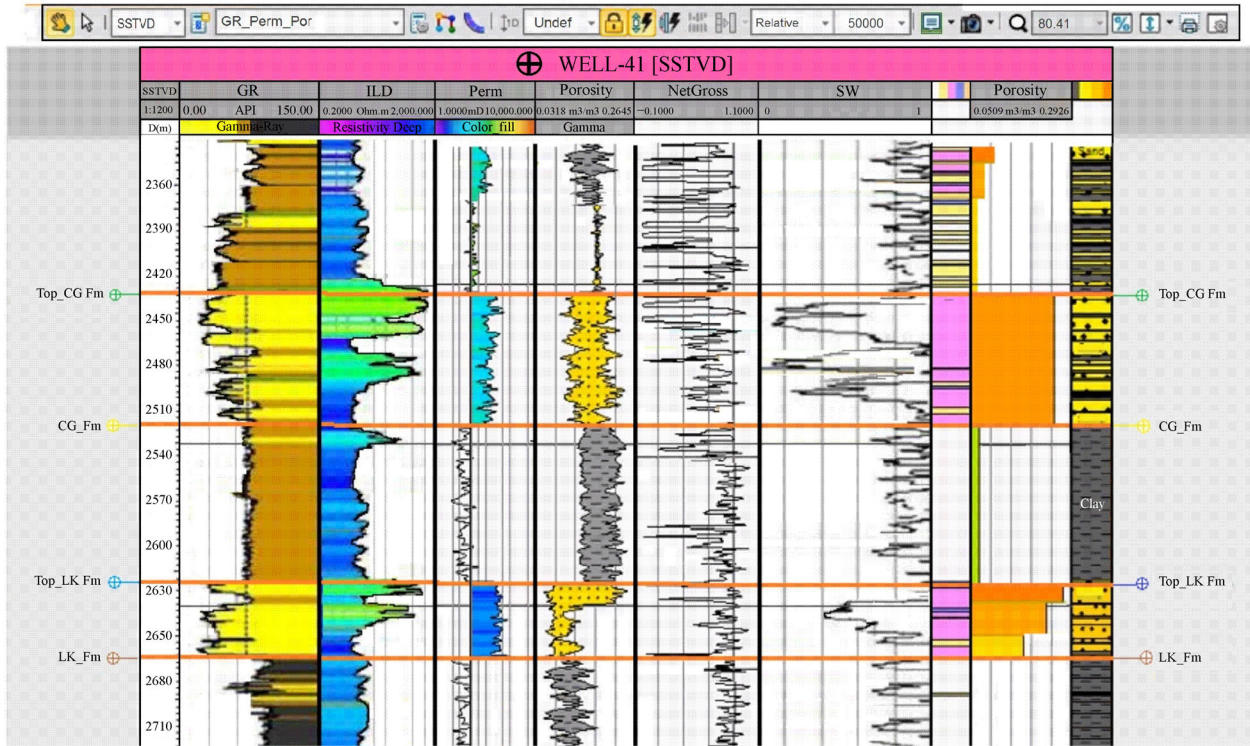 SSTVD GR_Perm_Por 1D Undef Relative 50000 80.41 %
WELL-41 [SSTVD]
SSTVD GR ILD Perm Porosity NetGross SW Porosity
1:1200 0.00 API 150.00 0.2000 Ohm.m 2.000.000 1.0000mD10.000.000 0.0318 m3/m3 0.2645 −0.1000 1.1000 0 1 0.0509 m3/m3 0.2926
D(m) Gamma-Ray Resistivity Deep Color_fill Gamma
Sand
2360
2390
2420
Top_CG Fm Top_CG Fm
2450
2480
2510
CG_Fm CG_Fm
2540
2570
Clay
2600
Top_LK Fm Top_LK Fm
2630
2650
LK_Fm LK_Fm
2680
2710